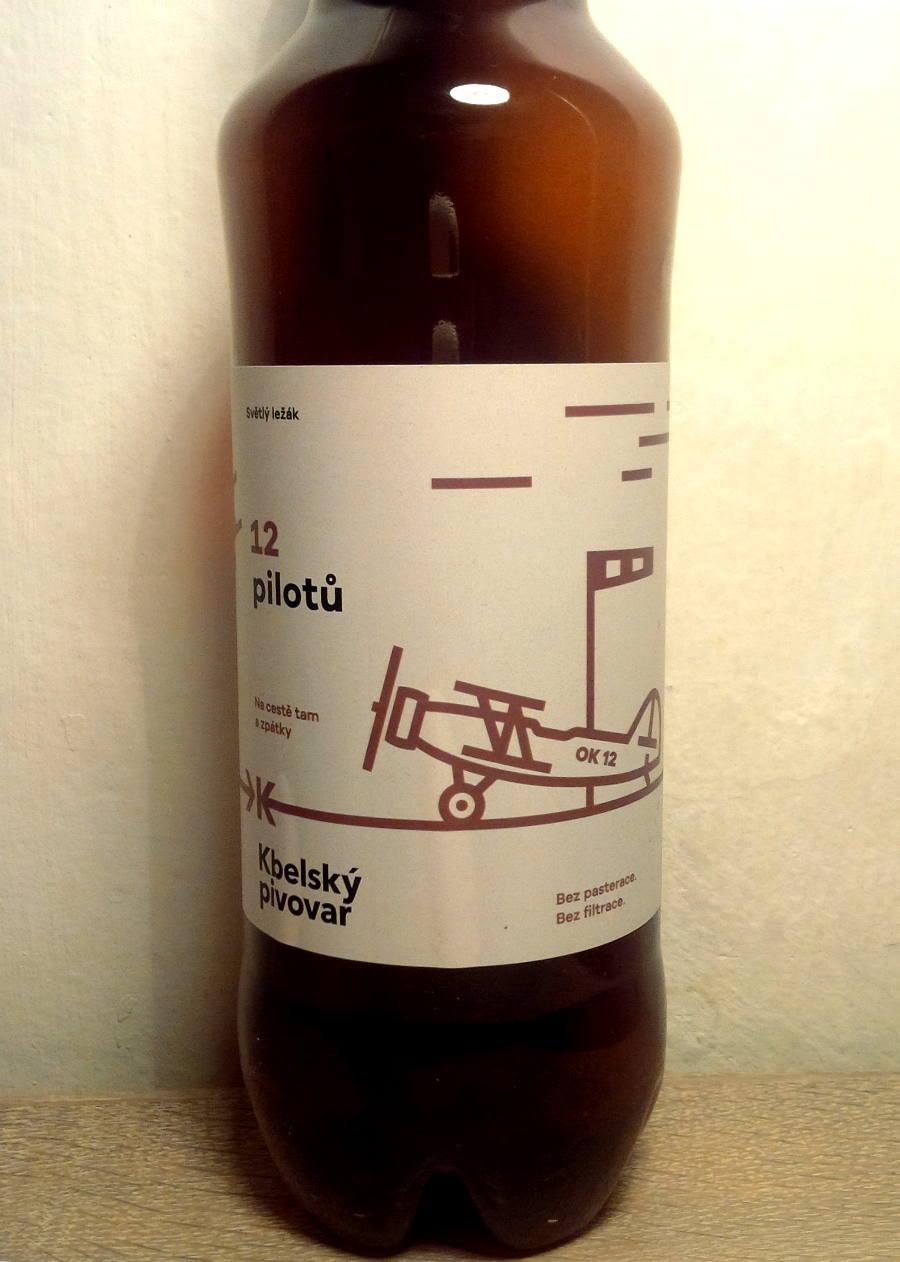 Světlý ležák
12
pilotů
Na cestě tam
a zpátky
OK 12
K
Kbelský
pivovar
Bez pasterace.
Bez filtrace.